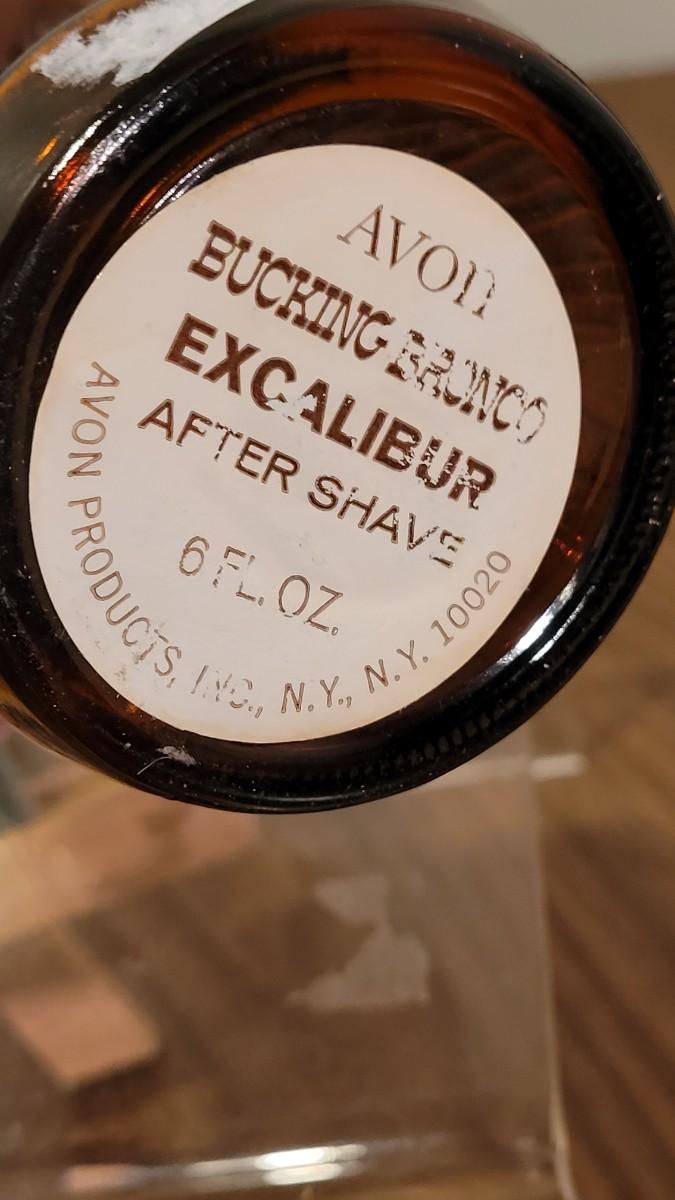 AVON
BUCKING BRONCO
EXCALIBUR
AFTER SHAVE
6 FL. OZ.
AVON PRODUCTS, INC., N.Y., N.Y. 10020